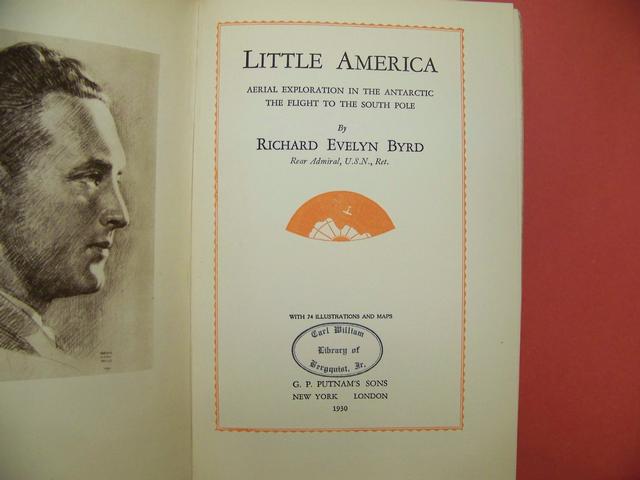 LITTLE AMERICA
AERIAL EXPLORATION IN THE ANTARCTIC
THE FLIGHT TO THE SOUTH POLE
By
RICHARD EVELYN BYRD
Rear Admiral, U.S.N., Ret.
WITH 74 ILLUSTRATIONS AND MAPS
Carl William
Library of
Bergquist, Jr.
G. P. PUTNAM'S SONS
NEW YORK LONDON
1930